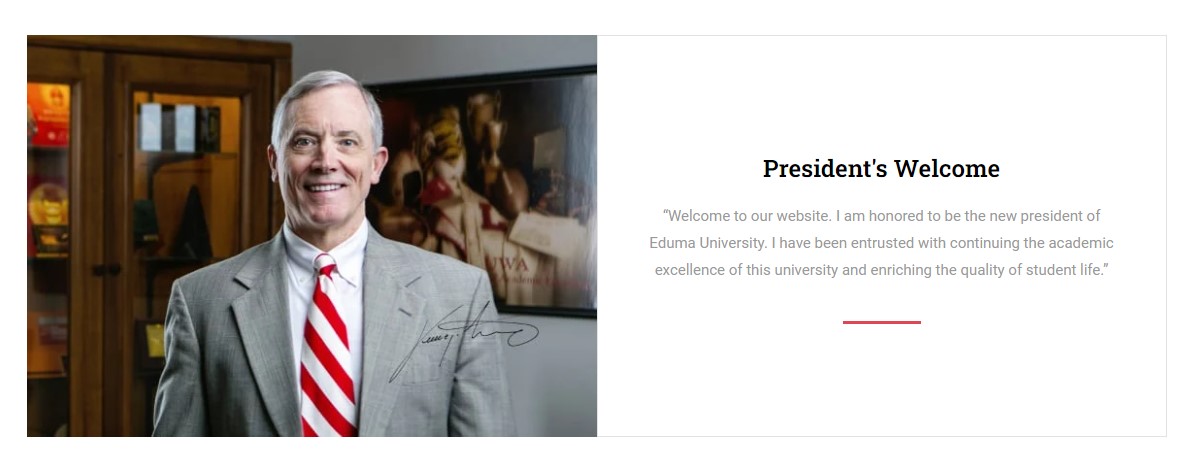 UWA
President's Welcome
“Welcome to our website. I am honored to be the new president of
Eduma University. I have been entrusted with continuing the academic
excellence of this university and enriching the quality of student life.”